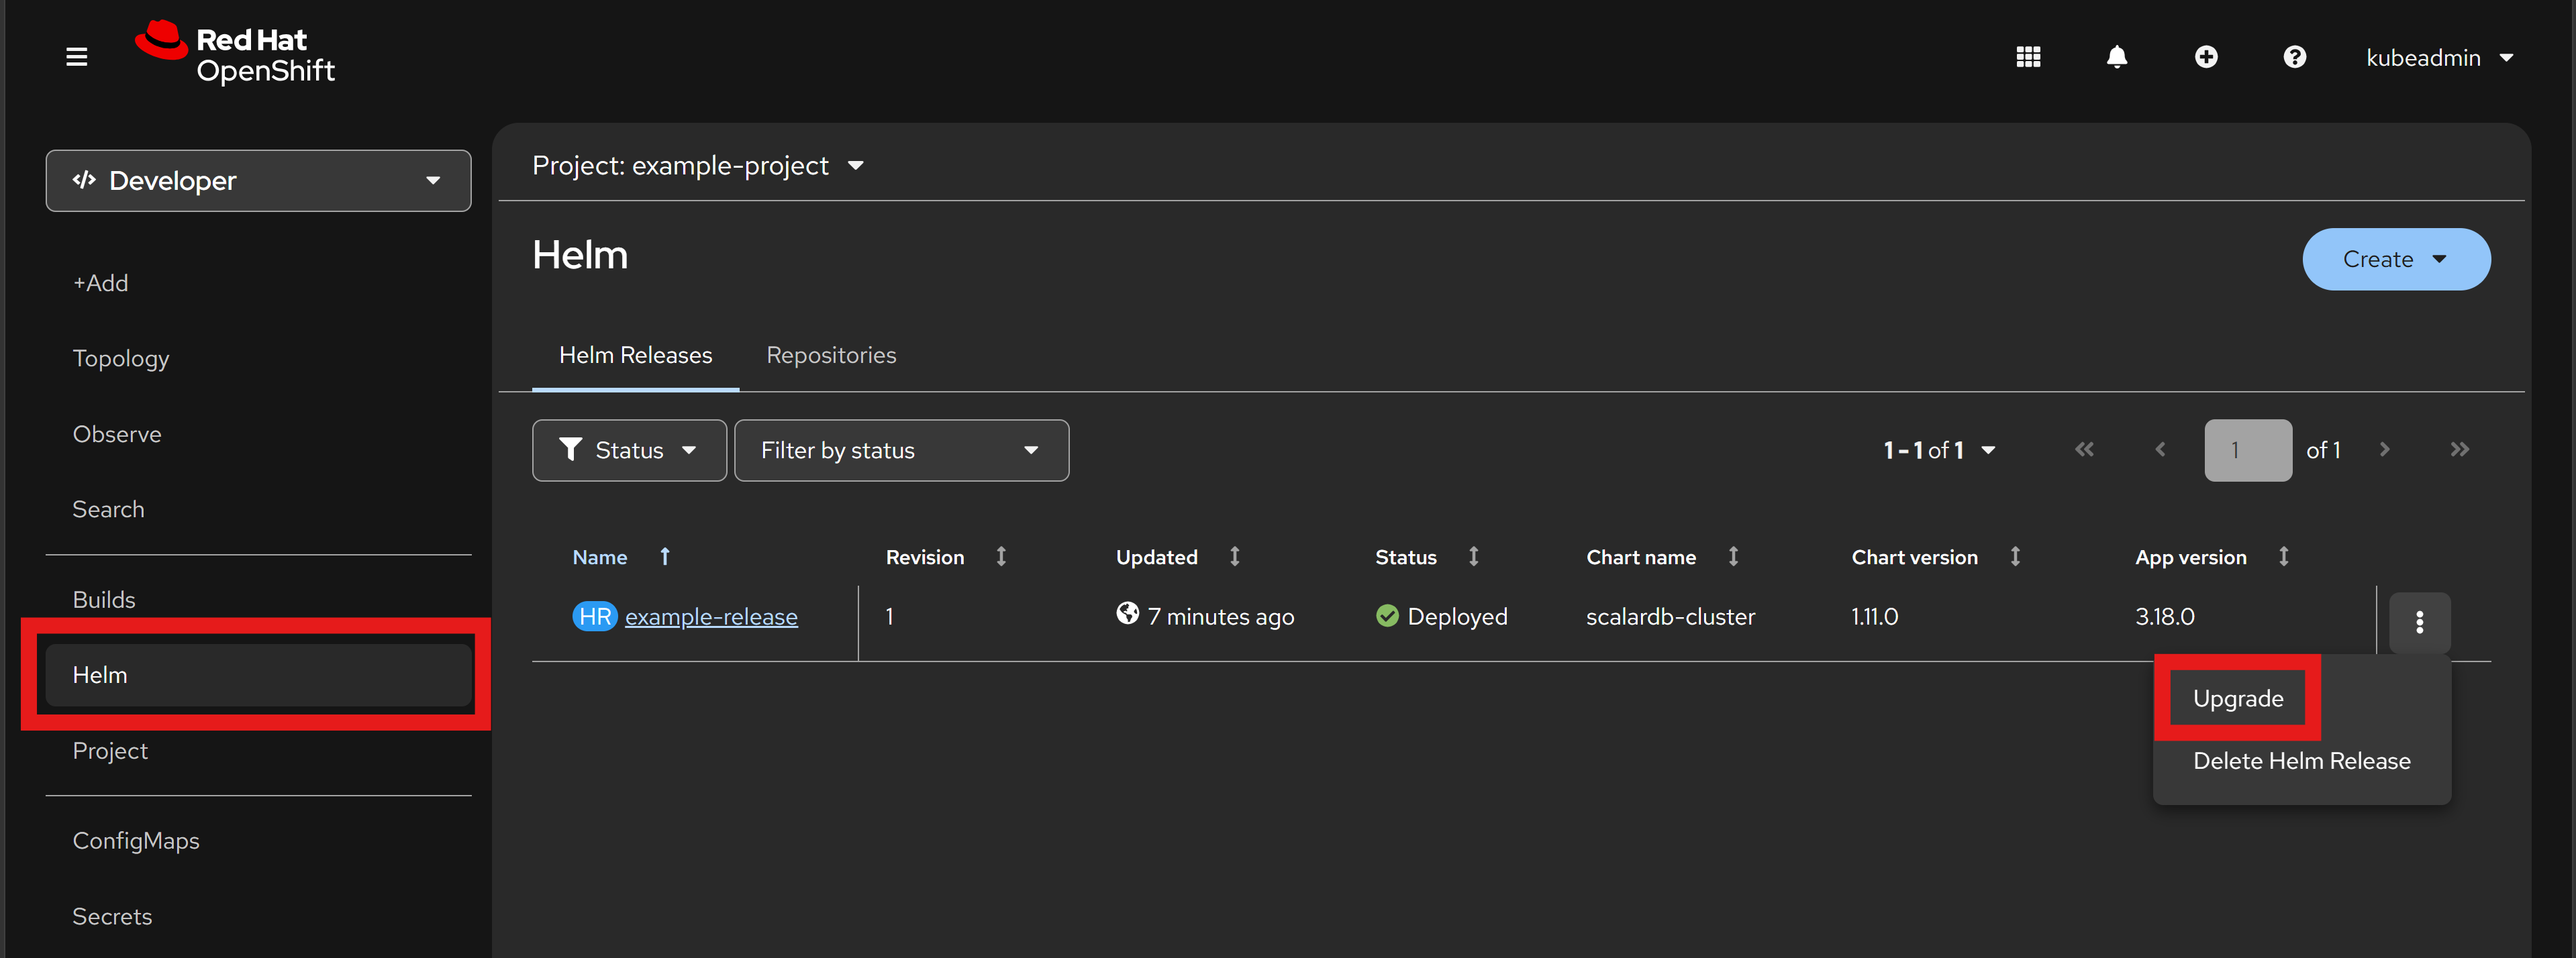 Red Hat
OpenShift
kubeadmin
Developer
Project: example-project
Helm
Create
+Add
Topology
Observe
Search
Builds
Helm
Project
ConfigMaps
Secrets
Helm Releases
Repositories
Status
Filter by status
1 - 1 of 1
1
of 1
Name
Revision
Updated
Status
Chart name
Chart version
App version
HR example-release
1
7 minutes ago
Deployed
scalardb-cluster
1.11.0
3.18.0
Upgrade
Delete Helm Release